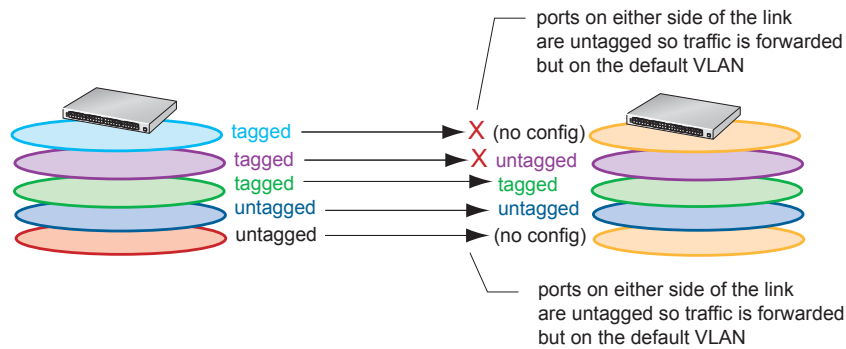 ports on either side of the link
are untagged so traffic is forwarded
but on the default VLAN
tagged X (no config)
tagged X untagged
tagged tagged
untagged untagged
untagged (no config)
ports on either side of the link
are untagged so traffic is forwarded
but on the default VLAN